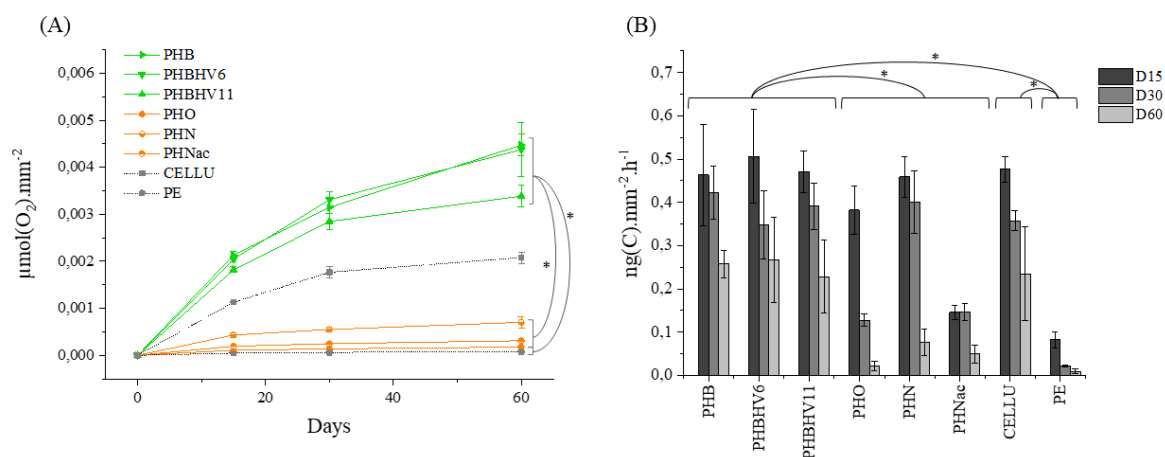 (A)
PHB
PHBHV6
PHBHV11
PHO
PHN
PHNac
CELLU
PE
0,006
0,005
0,004
0,003
0,002
0,001
0,000
µmol(O₂).mm⁻²
0 20 40 60
Days
*
*
(B)
D15
D30
D60
*
*
*
0,7
0,6
0,5
0,4
0,3
0,2
0,1
0,0
ng(C).mm⁻².h⁻¹
PHB
PHBHV6
PHBHV11
PHO
PHN
PHNac
CELLU
PE